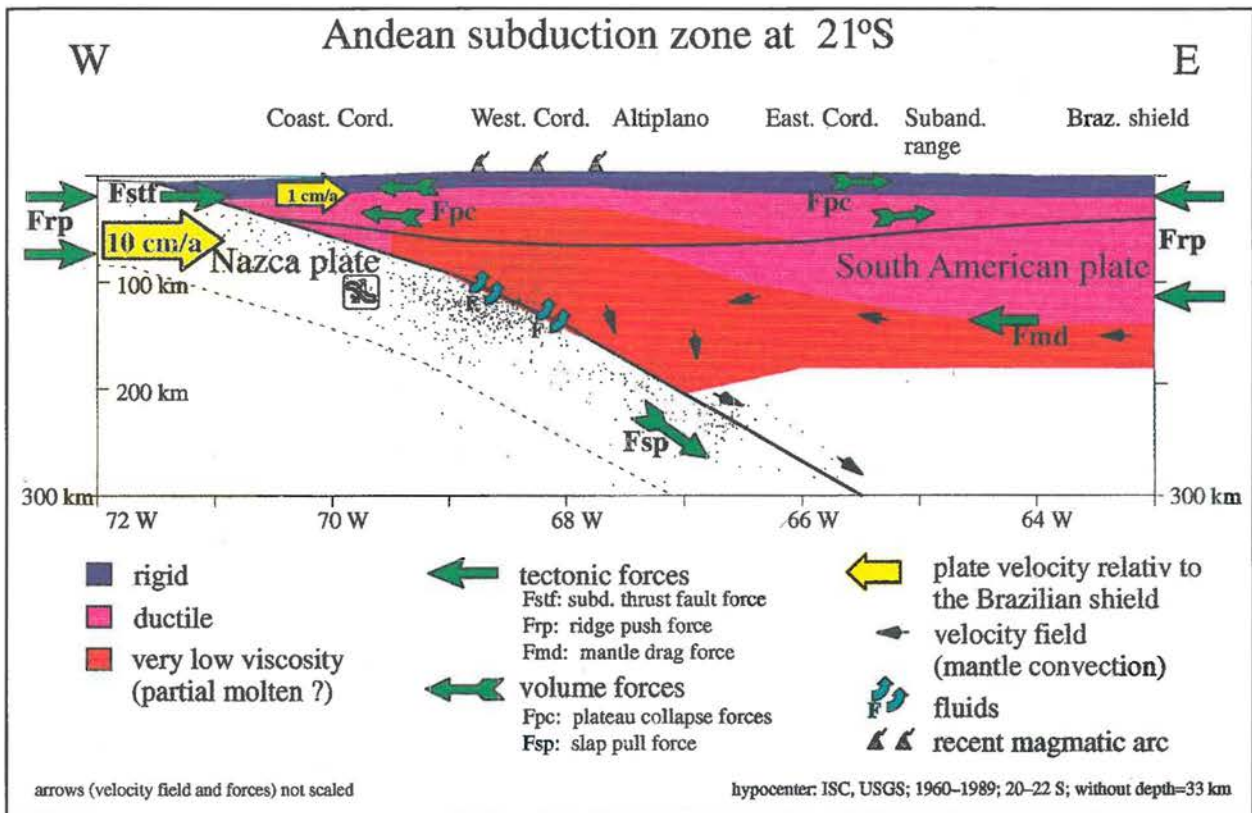 Andean subduction zone at 21°S
W
E
Coast. Cord.
West. Cord.
Altiplano
East. Cord.
Suband.
range
Braz. shield
Fstf
1 cm/a
Fpc
Fpc
Frp
Frp
10 cm/a
Nazca plate
South American plate
100 km
F
F
Fmd
200 km
Fsp
300 km
300 km
72 W
70 W
68 W
66 W
64 W
rigid
ductile
very low viscosity
(partial molten ?)
tectonic forces
Fstf: subd. thrust fault force
Frp: ridge push force
Fmd: mantle drag force
volume forces
Fpc: plateau collapse forces
Fsp: slap pull force
plate velocity relativ to
the Brazilian shield
velocity field
(mantle convection)
F
fluids
recent magmatic arc
arrows (velocity field and forces) not scaled
hypocenter: ISC, USGS; 1960–1989; 20–22 S; without depth=33 km